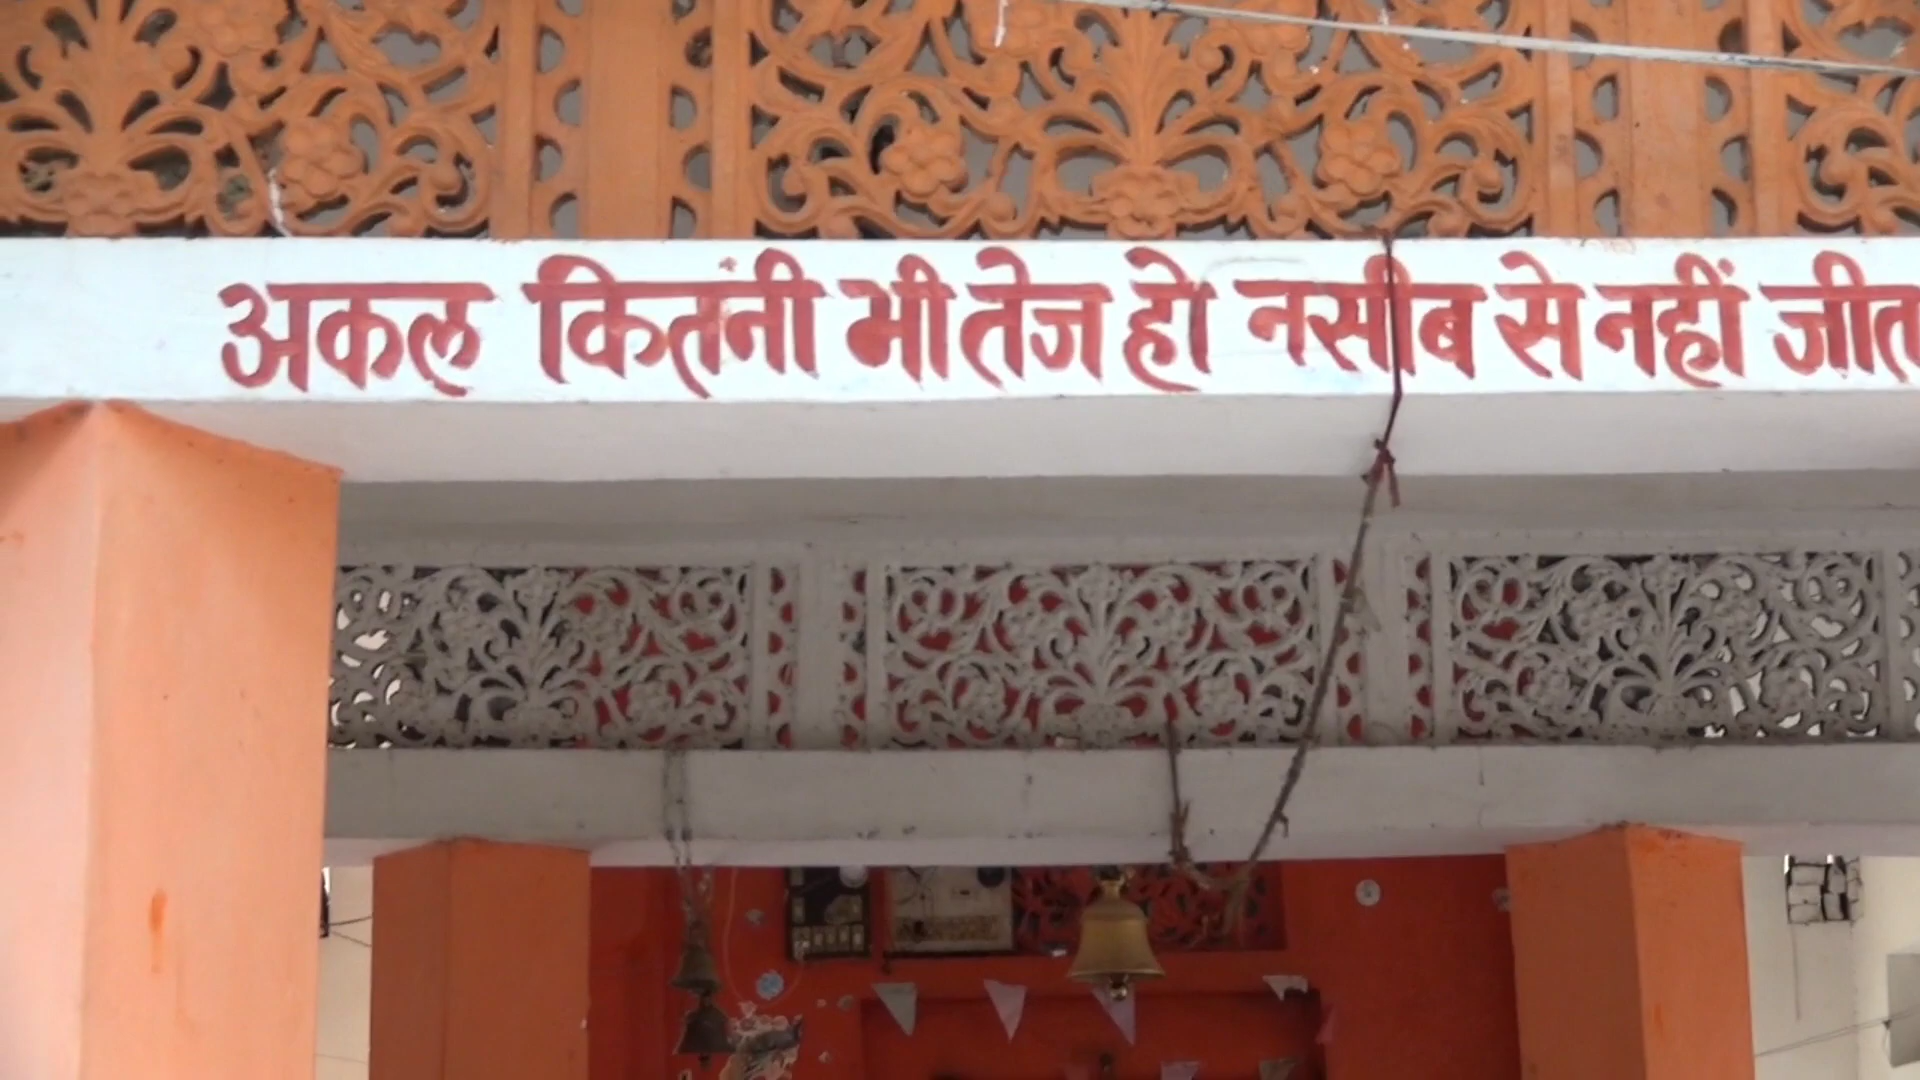 अकल कितनी भी तेज हो नसीब से नहीं जीत